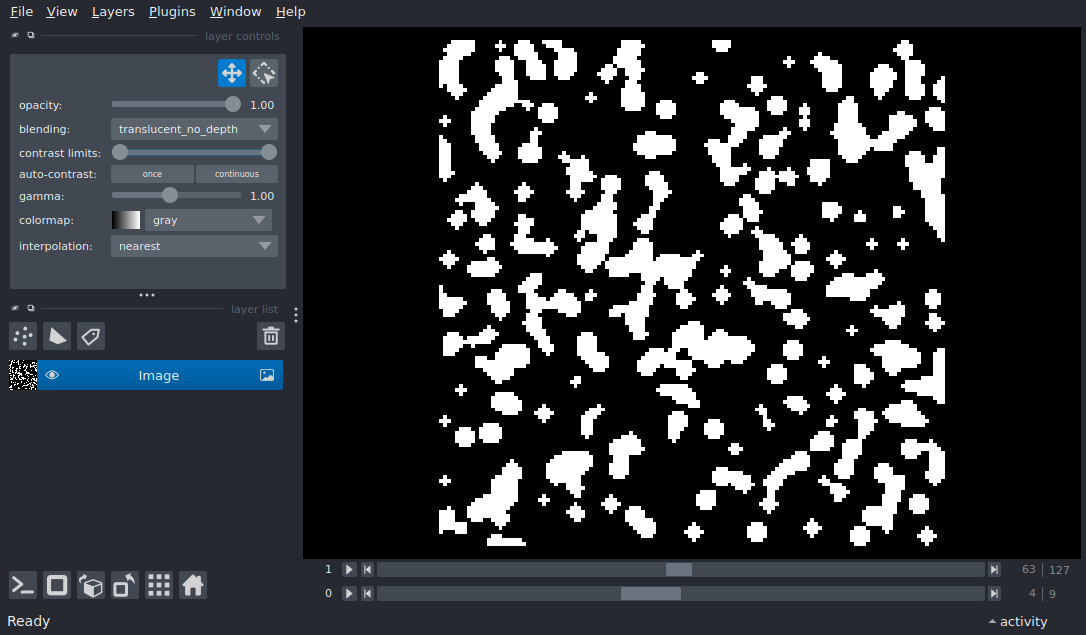 File View Layers Plugins Window Help
layer controls
opacity: 1.00
blending: translucent_no_depth
contrast limits:
auto-contrast: once continuous
gamma: 1.00
colormap: gray
interpolation: nearest
layer list
Image
1 63 127
0 4 9
Ready activity